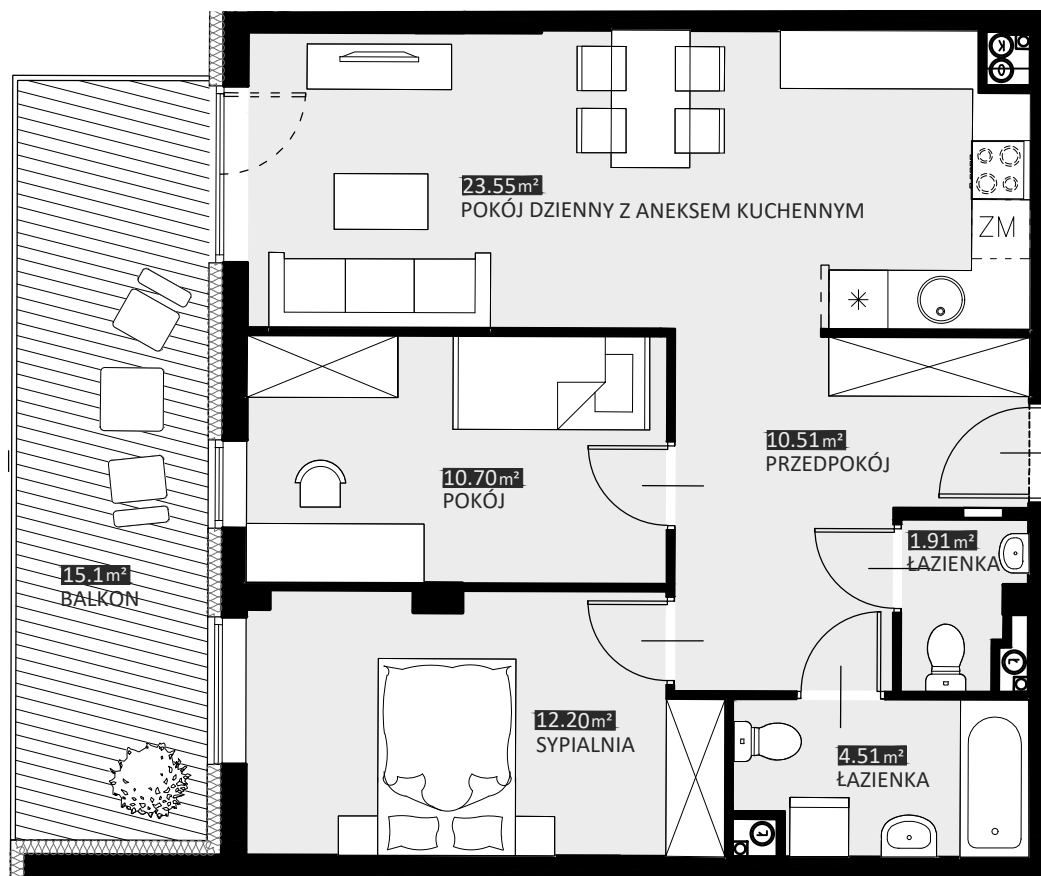 K
O
23.55m²
POKÓJ DZIENNY Z ANEKSEM KUCHENNYM
ZM
10.51m²
PRZEDPOKÓJ
10.70m²
POKÓJ
1.91m²
ŁAZIENKA
15.1m²
BALKON
Ł
12.20m²
SYPIALNIA
4.51m²
ŁAZIENKA
Ł